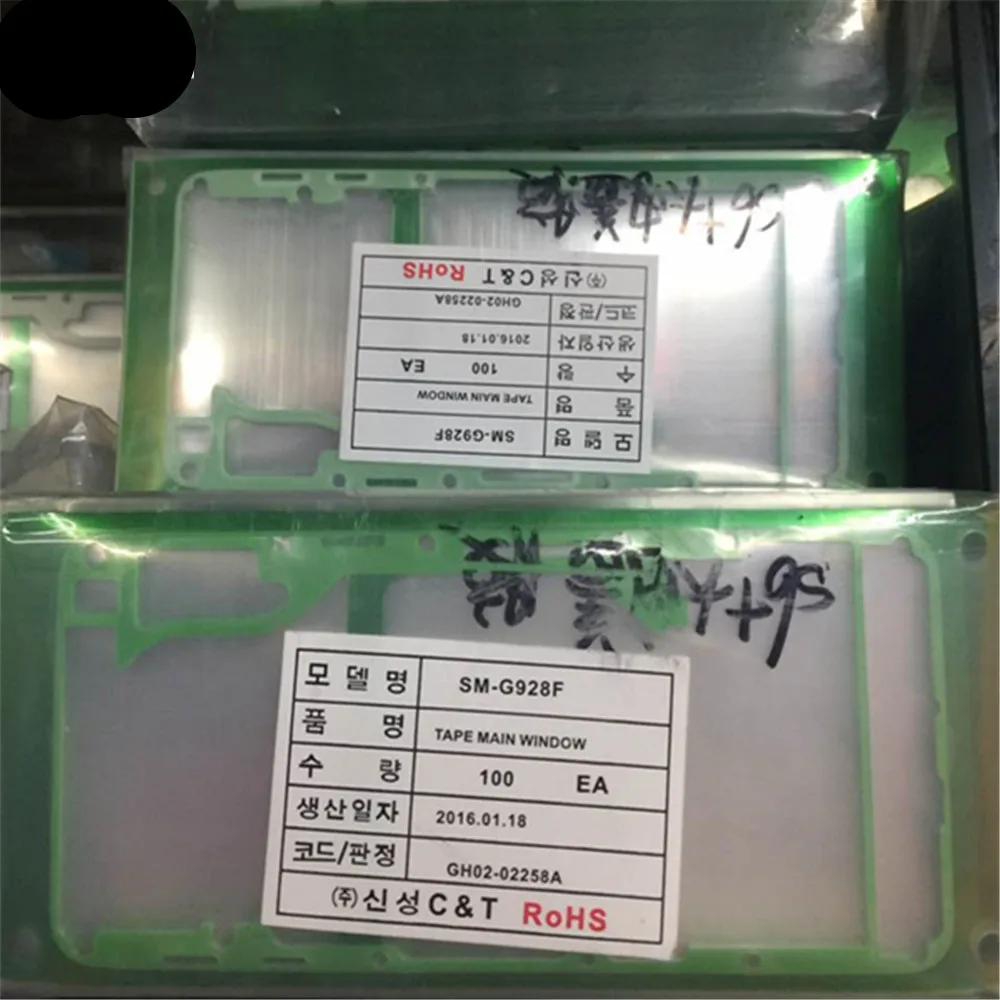 (주)신성C&T RoHS
코드/판정 GH02-02258A
생산일자 2016.01.18
수 량 100 EA
품 명 TAPE MAIN WINDOW
모 델 명 SM-G928F
S6+
모 델 명 SM-G928F
품 명 TAPE MAIN WINDOW
수 량 100 EA
생산일자 2016.01.18
코드/판정 GH02-02258A
(주)신성C&T RoHS